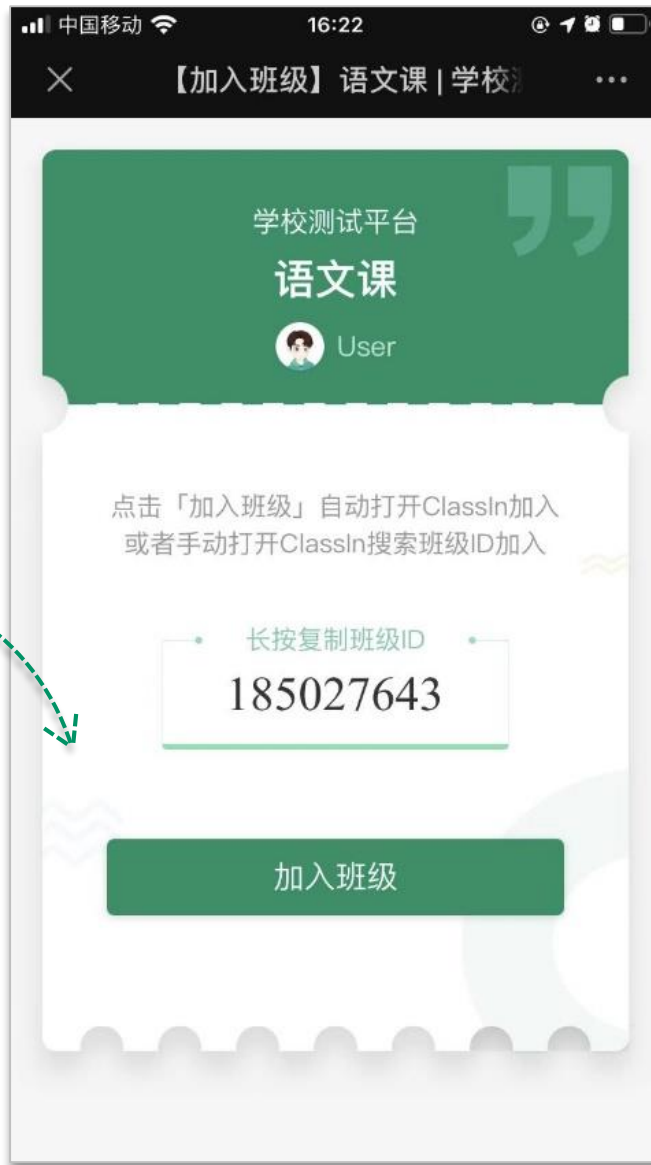 中国移动
16:22
【加入班级】语文课 | 学校
学校测试平台
语文课
User
点击「加入班级」自动打开ClassIn加入
或者手动打开ClassIn搜索班级ID加入
长按复制班级ID
185027643
加入班级